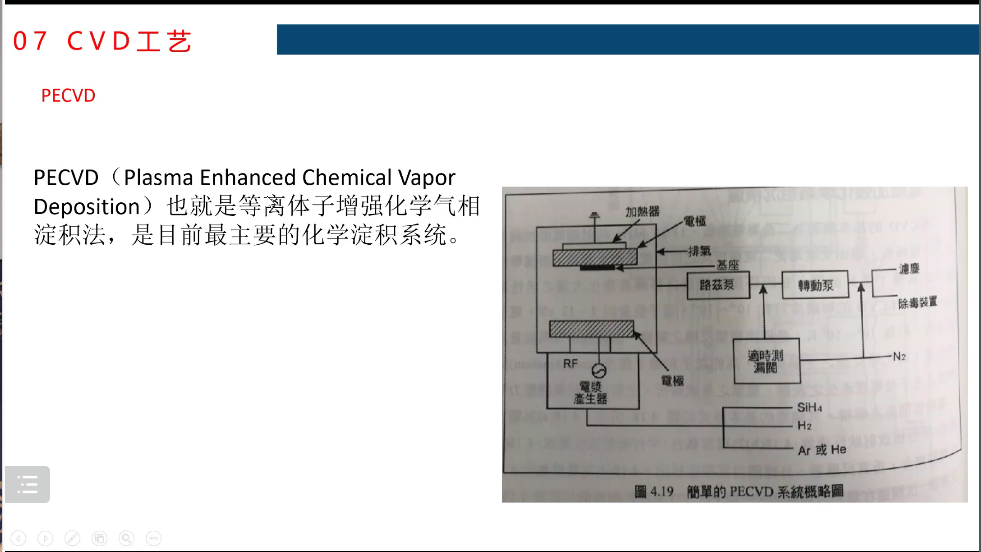 07 CVD工艺
PECVD
PECVD（Plasma Enhanced Chemical Vapor
Deposition）也就是等离体子增强化学气相
淀积法，是目前最主要的化学淀积系统。
加熱器
電極
排氣
基座
路茲泵
轉動泵
濾塵
除毒裝置
適時測
漏閥
N₂
RF
電漿
產生器
電極
SiH₄
H₂
Ar 或 He
圖 4.19 簡單的 PECVD 系統概略圖